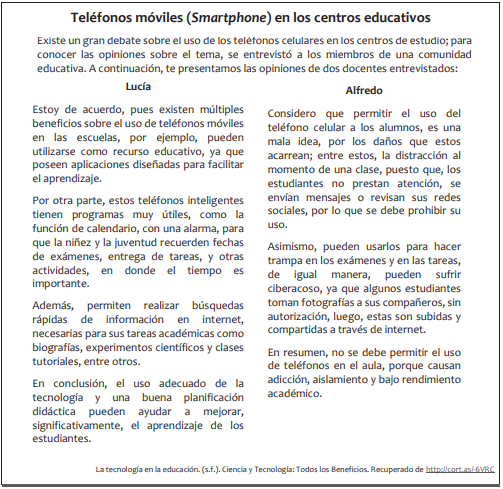 Teléfonos móviles (Smartphone) en los centros educativos
Existe un gran debate sobre el uso de los teléfonos celulares en los centros de estudio; para
conocer las opiniones sobre el tema, se entrevistó a los miembros de una comunidad
educativa. A continuación, te presentamos las opiniones de dos docentes entrevistados:
Lucía
Estoy de acuerdo, pues existen múltiples
beneficios sobre el uso de teléfonos móviles
en las escuelas, por ejemplo, pueden
utilizarse como recurso educativo, ya que
poseen aplicaciones diseñadas para facilitar
el aprendizaje.
Por otra parte, estos teléfonos inteligentes
tienen programas muy útiles, como la
función de calendario, con una alarma, para
que la niñez y la juventud recuerden fechas
de exámenes, entrega de tareas, y otras
actividades, en donde el tiempo es
importante.
Además, permiten realizar búsquedas
rápidas de información en internet,
necesarias para sus tareas académicas como
biografías, experimentos científicos y clases
tutoriales, entre otros.
En conclusión, el uso adecuado de la
tecnología y una buena planificación
didáctica pueden ayudar a mejorar,
significativamente, el aprendizaje de los
estudiantes.
Alfredo
Considero que permitir el uso del
teléfono celular a los alumnos, es una
mala idea, por los daños que estos
acarrean; entre estos, la distracción al
momento de una clase, puesto que, los
estudiantes no prestan atención, se
envían mensajes o revisan sus redes
sociales, por lo que se debe prohibir su
uso.
Asimismo, pueden usarlos para hacer
trampa en los exámenes y en las tareas,
de igual manera, pueden sufrir
ciberacoso, ya que algunos estudiantes
toman fotografías a sus compañeros, sin
autorización, luego, estas son subidas y
compartidas a través de internet.
En resumen, no se debe permitir el uso
de teléfonos en el aula, porque causan
adicción, aislamiento y bajo rendimiento
académico.
La tecnología en la educación. (s.f.). Ciencia y Tecnología: Todos los Beneficios. Recuperado de http://cort.as/-6VRC